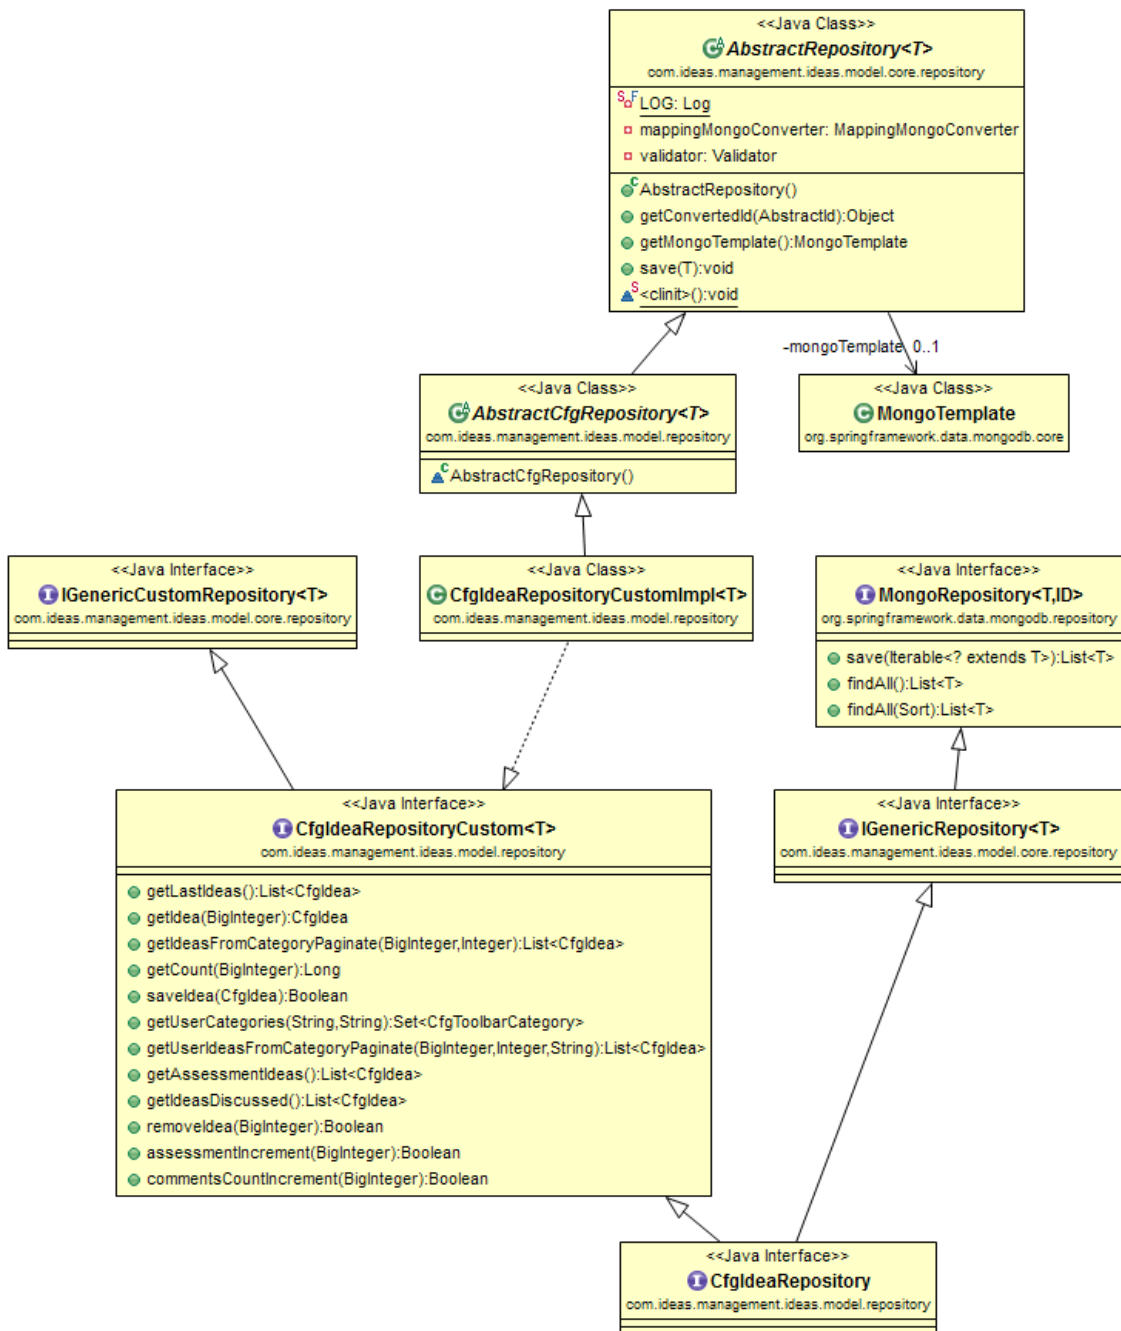 <<Java Class>>
AbstractRepository<T>
com.ideas.management.ideas.model.core.repository
LOG: Log
mappingMongoConverter: MappingMongoConverter
validator: Validator
AbstractRepository()
getConvertedId(AbstractId):Object
getMongoTemplate():MongoTemplate
save(T):void
<clinit>():void
-mongoTemplate 0..1
<<Java Class>>
AbstractCfgRepository<T>
com.ideas.management.ideas.model.repository
AbstractCfgRepository()
<<Java Class>>
MongoTemplate
org.springframework.data.mongodb.core
<<Java Interface>>
IGenericCustomRepository<T>
com.ideas.management.ideas.model.core.repository
<<Java Class>>
CfgIdeaRepositoryCustomImpl<T>
com.ideas.management.ideas.model.repository
<<Java Interface>>
MongoRepository<T,ID>
org.springframework.data.mongodb.repository
save(Iterable<? extends T>):List<T>
findAll():List<T>
findAll(Sort):List<T>
<<Java Interface>>
CfgIdeaRepositoryCustom<T>
com.ideas.management.ideas.model.repository
getLastIdeas():List<CfgIdea>
getIdea(BigInteger):CfgIdea
getIdeasFromCategoryPaginate(BigInteger,Integer):List<CfgIdea>
getCount(BigInteger):Long
saveIdea(CfgIdea):Boolean
getUserCategories(String,String):Set<CfgToolbarCategory>
getUserIdeasFromCategoryPaginate(BigInteger,Integer,String):List<CfgIdea>
getAssessmentIdeas():List<CfgIdea>
getIdeasDiscussed():List<CfgIdea>
removeIdea(BigInteger):Boolean
assessmentIncrement(BigInteger):Boolean
commentsCountIncrement(BigInteger):Boolean
<<Java Interface>>
IGenericRepository<T>
com.ideas.management.ideas.model.core.repository
<<Java Interface>>
CfgIdeaRepository
com.ideas.management.ideas.model.repository